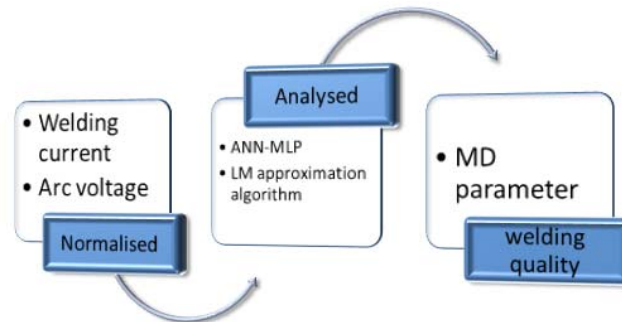 • Welding
current
• Arc voltage
Normalised
Analysed
• ANN-MLP
• LM approximation
algorithm
• MD
parameter
welding
quality